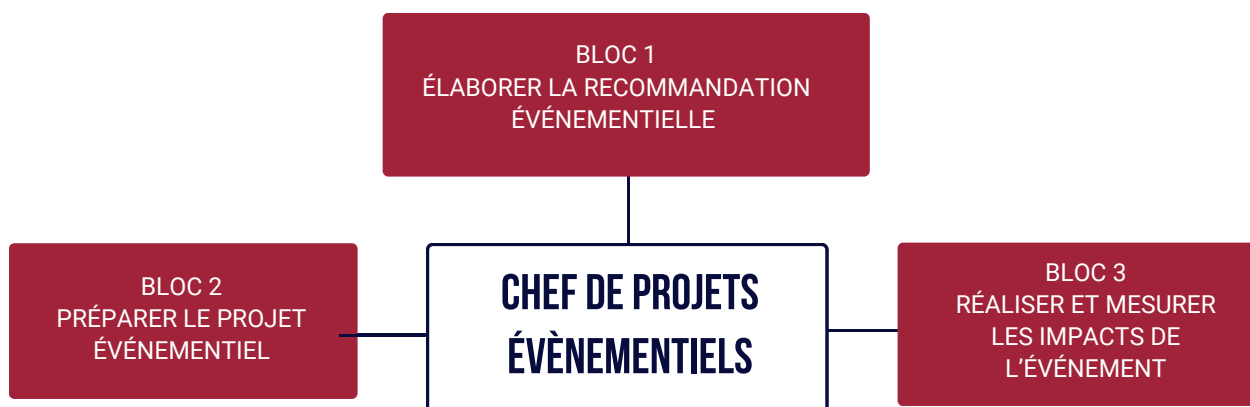 BLOC 1
ÉLABORER LA RECOMMANDATION
ÉVÉNEMENTIELLE
BLOC 2
PRÉPARER LE PROJET
ÉVÉNEMENTIEL
CHEF DE PROJETS
ÉVÈNEMENTIELS
BLOC 3
RÉALISER ET MESURER
LES IMPACTS DE
L'ÉVÉNEMENT